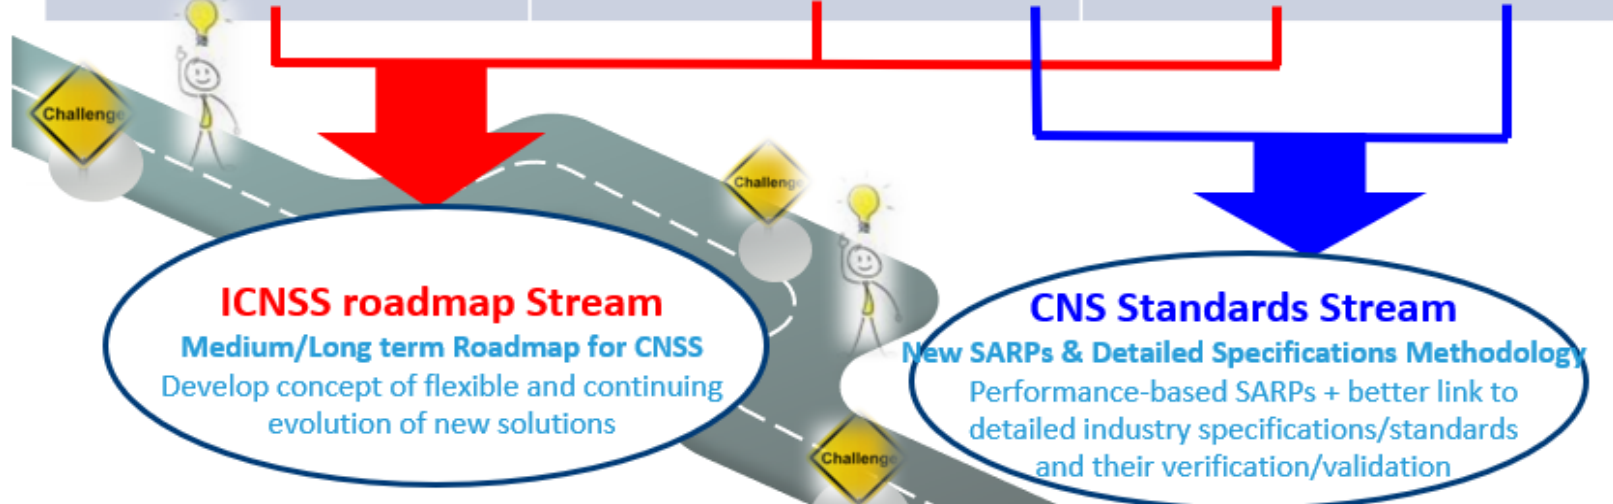 Challenge
Challenge
ICNSS roadmap Stream
Medium/Long term Roadmap for CNSS
Develop concept of flexible and continuing
evolution of new solutions
CNS Standards Stream
New SARPs & Detailed Specifications Methodology
Performance-based SARPs + better link to
detailed industry specifications/standards
and their verification/validation
Challenge